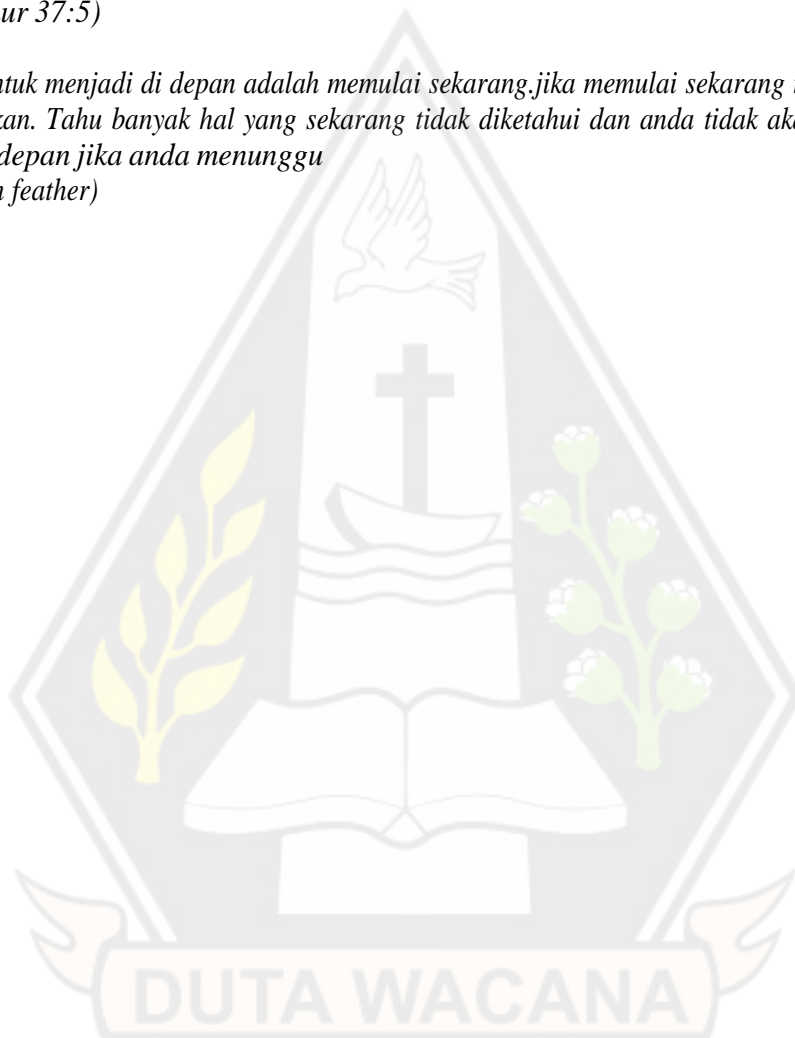 ur 37:5)
ntuk menjadi di depan adalah memulai sekarang.jika memulai sekarang
kan. Tahu banyak hal yang sekarang tidak diketahui dan anda tidak ak
depan jika anda menunggu
n feather)
DUTA WACANA